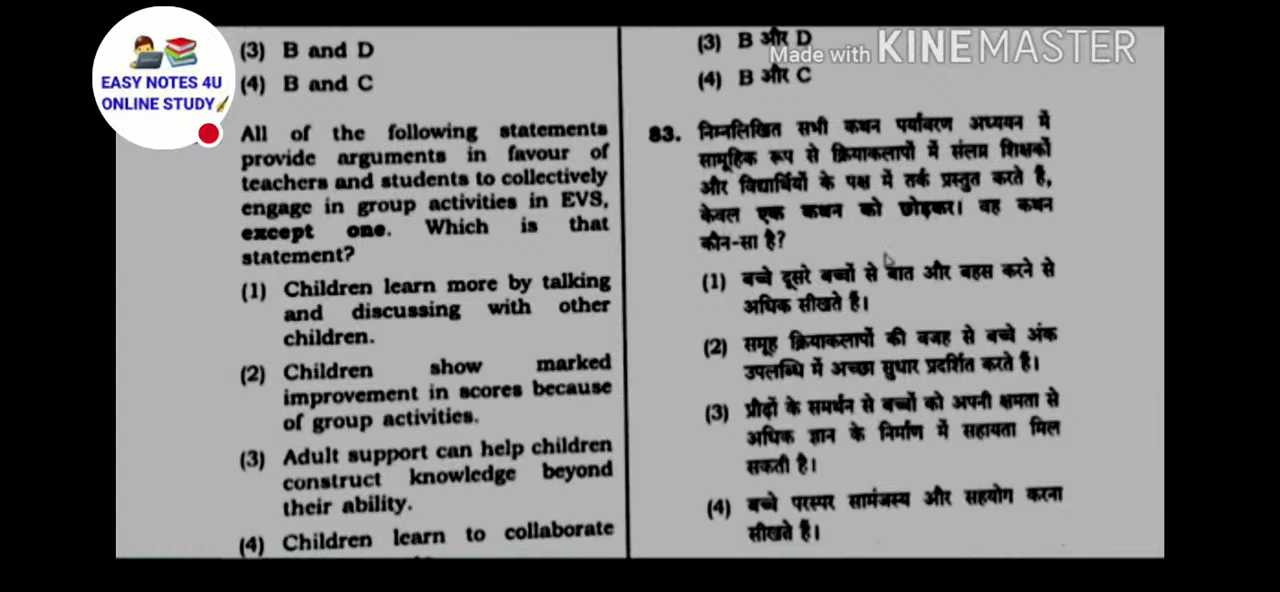 EASY NOTES 4U
ONLINE STUDY
(3) B and D
(4) B and C
All of the following statements
provide arguments in favour of
teachers and students to collectively
engage in group activities in EVS,
except one. Which is that
statement?
(1) Children learn more by talking
and discussing with other
children.
(2) Children show marked
improvement in scores because
of group activities.
(3) Adult support can help children
construct knowledge beyond
their ability.
(4) Children learn to collaborate
Made with KINEMASTER
(3) B और D
(4) B और C
83. निम्नलिखित सभी कथन पर्यावरण अध्ययन में
सामूहिक रूप से क्रियाकलापों में संलग्न शिक्षकों
और विद्यार्थियों के पक्ष में तर्क प्रस्तुत करते हैं,
केवल एक कथन को छोड़कर। वह कथन
कौन-सा है?
(1) बच्चे दूसरे बच्चों से बात और बहस करने से
अधिक सीखते हैं।
(2) समूह क्रियाकलापों की वजह से बच्चे अंक
उपलब्धि में अच्छा सुधार प्रदर्शित करते हैं।
(3) प्रौढ़ों के समर्थन से बच्चों को अपनी क्षमता से
अधिक ज्ञान के निर्माण में सहायता मिल
सकती है।
(4) बच्चे परस्पर सामंजस्य और सहयोग करना
सीखते हैं।